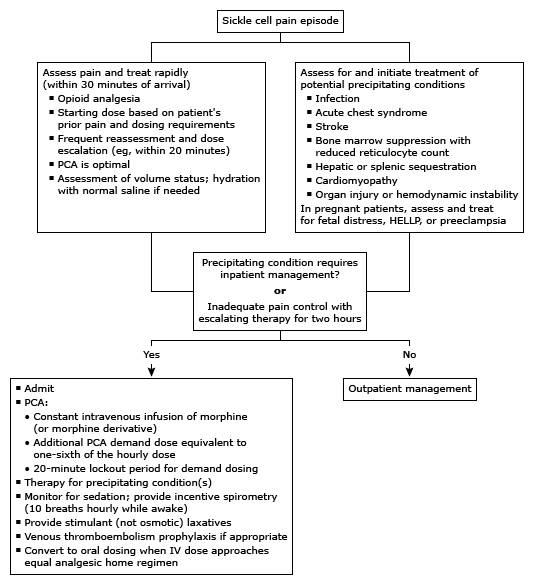 Sickle cell pain episode
Assess pain and treat rapidly
(within 30 minutes of arrival)
▪ Opioid analgesia
▪ Starting dose based on patient's
prior pain and dosing requirements
▪ Frequent reassessment and dose
escalation (eg, within 20 minutes)
▪ PCA is optimal
▪ Assessment of volume status; hydration
with normal saline if needed
Assess for and initiate treatment of
potential precipitating conditions
▪ Infection
▪ Acute chest syndrome
▪ Stroke
▪ Bone marrow suppression with
reduced reticulocyte count
▪ Hepatic or splenic sequestration
▪ Cardiomyopathy
▪ Organ injury or hemodynamic instability
In pregnant patients, assess and treat
for fetal distress, HELLP, or preeclampsia
Precipitating condition requires
inpatient management?
or
Inadequate pain control with
escalating therapy for two hours
Yes
No
▪ Admit
▪ PCA:
• Constant intravenous infusion of morphine
(or morphine derivative)
• Additional PCA demand dose equivalent to
one-sixth of the hourly dose
• 20-minute lockout period for demand dosing
▪ Therapy for precipitating condition(s)
▪ Monitor for sedation; provide incentive spirometry
(10 breaths hourly while awake)
▪ Provide stimulant (not osmotic) laxatives
▪ Venous thromboembolism prophylaxis if appropriate
▪ Convert to oral dosing when IV dose approaches
equal analgesic home regimen
Outpatient management